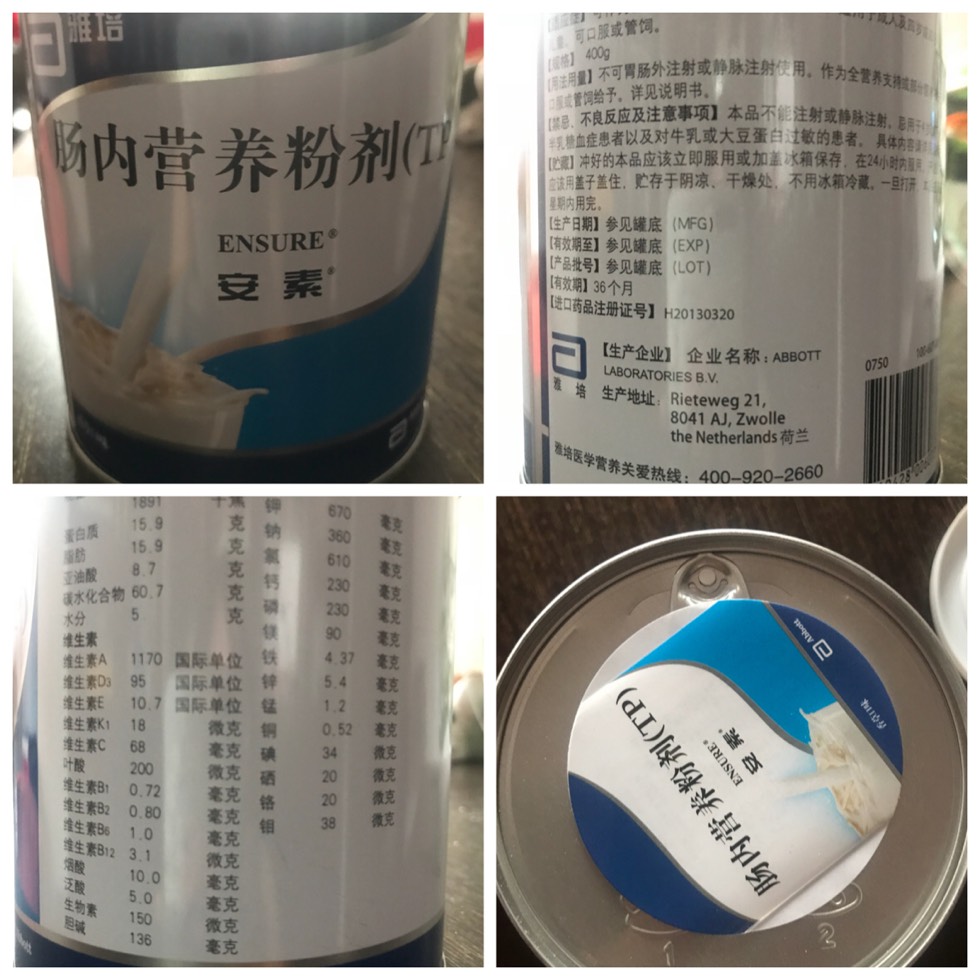 雅培
肠内营养粉剂(TP
ENSURE®
安素®
儿童，可口服或管饲。
【规格】 400g
【用法用量】不可胃肠外注射或静脉注射使用。作为全营养支持或部分
口服或管饲给予。详见说明书。
【禁忌、不良反应及注意事项】本品不能注射或静脉注射，忌用于
半乳糖血症患者以及对牛乳或大豆蛋白过敏的患者。具体内容
【贮藏】冲好的本品应该立即服用或加盖冰箱保存，在24小时内服用
应该用盖子盖住，贮存于阴凉、干燥处，不用冰箱冷藏。一旦打开
星期内用完。
【生产日期】参见罐底 (MFG)
【有效期至】参见罐底 (EXP)
【产品批号】参见罐底 (LOT)
【有效期】36个月
【进口药品注册证号】H20130320
雅培
【生产企业】 企业名称：ABBOTT
LABORATORIES B.V.
生产地址： Rieteweg 21,
8041 AJ, Zwolle
the Netherlands 荷兰
雅培医学营养关爱热线：400-920-2660
0750
1891 千焦
蛋白质 15.9 克
脂肪 15.9 克
亚油酸 8.7 克
碳水化合物 60.7 克
水分 5 克
维生素
维生素A 1170 国际单位
维生素D3 95 国际单位
维生素E 10.7 国际单位
维生素K1 18 微克
维生素C 68 毫克
叶酸 200 微克
维生素B1 0.72 毫克
维生素B2 0.80 毫克
维生素B6 1.0 毫克
维生素B12 3.1 微克
烟酸 10.0 毫克
泛酸 5.0 毫克
生物素 150 微克
胆碱 136 毫克
钾 670 毫克
钠 360 毫克
氯 610 毫克
钙 230 毫克
磷 230 毫克
镁 90 毫克
铁 4.37 毫克
锌 5.4 毫克
锰 1.2 毫克
铜 0.52 毫克
碘 34 微克
硒 20 微克
铬 20 微克
钼 38 微克
Abbott
香草口味
肠内营养粉剂(TP)
ENSURE®
安素®
1
2